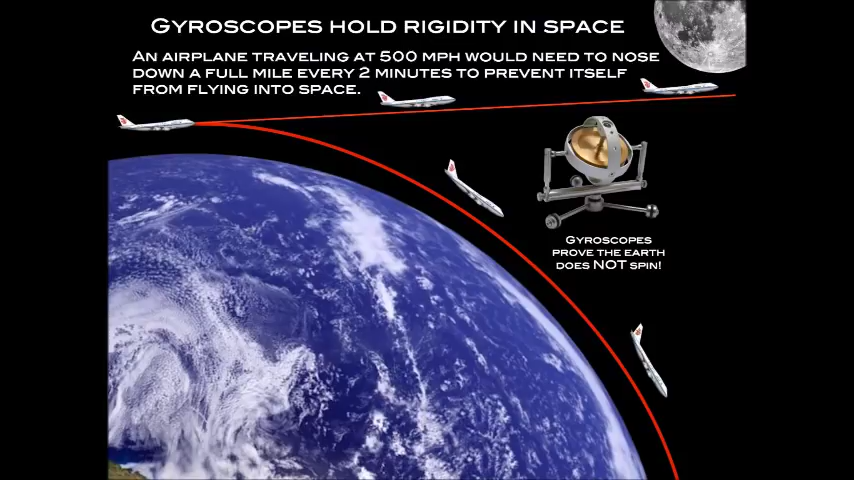 Gyroscopes hold rigidity in space
An airplane traveling at 500 mph would need to nose
down a full mile every 2 minutes to prevent itself
from flying into space.
Gyroscopes
prove the earth
does NOT spin!